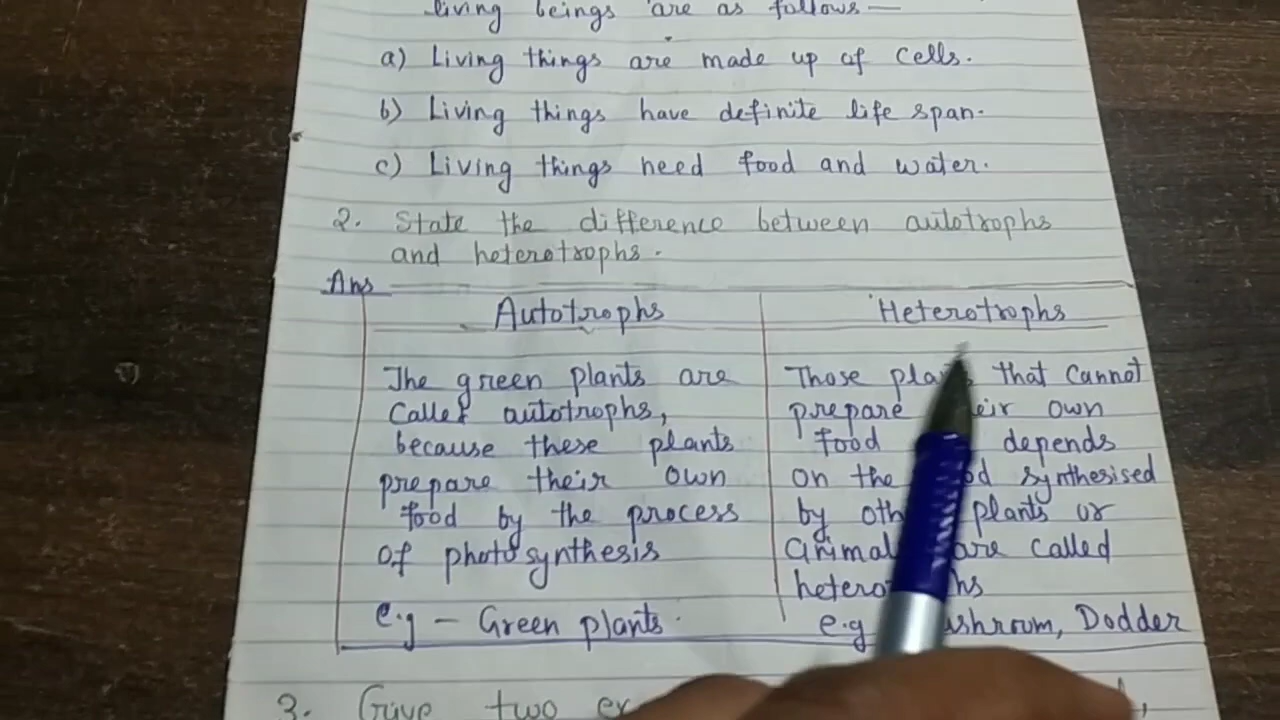 living beings are as follows—
a) Living things are made up of cells.
b) Living things have definite life span.
c) Living things need food and water.
2. State the difference between autotrophs
and heterotrophs.
Ans
Autotrophs
The green plants are
called autotrophs,
because these plants
prepare their own
food by the process
of photosynthesis
e.g – Green plants.
Heterotrophs
Those that cannot
prepare own
food depends
on the synthesised
by plants or
are called
e.g Dodder
3. Give two